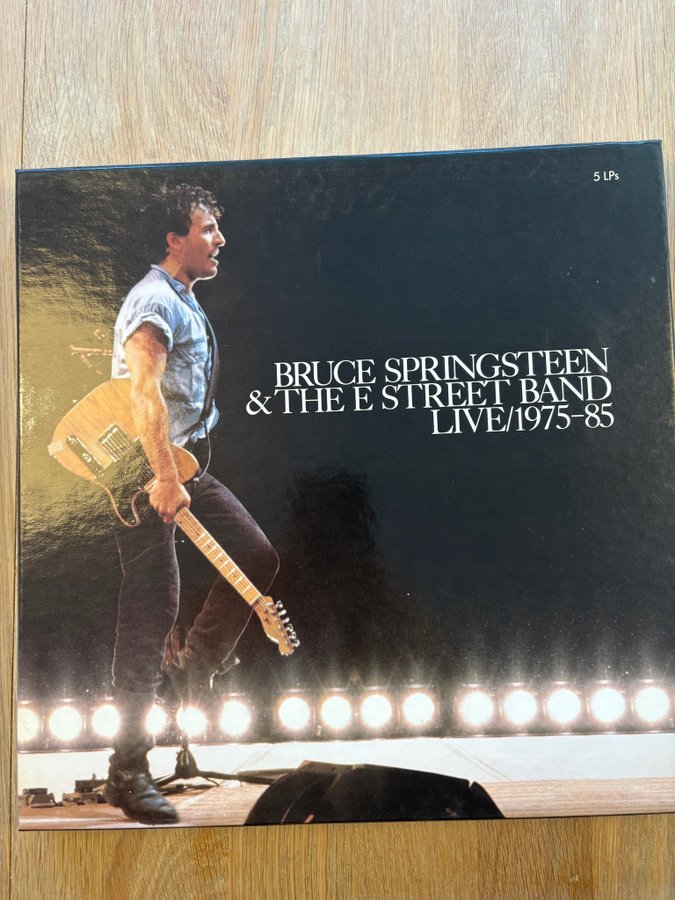 5 LPs
BRUCE SPRINGSTEEN
& THE E STREET BAND
LIVE/1975–85